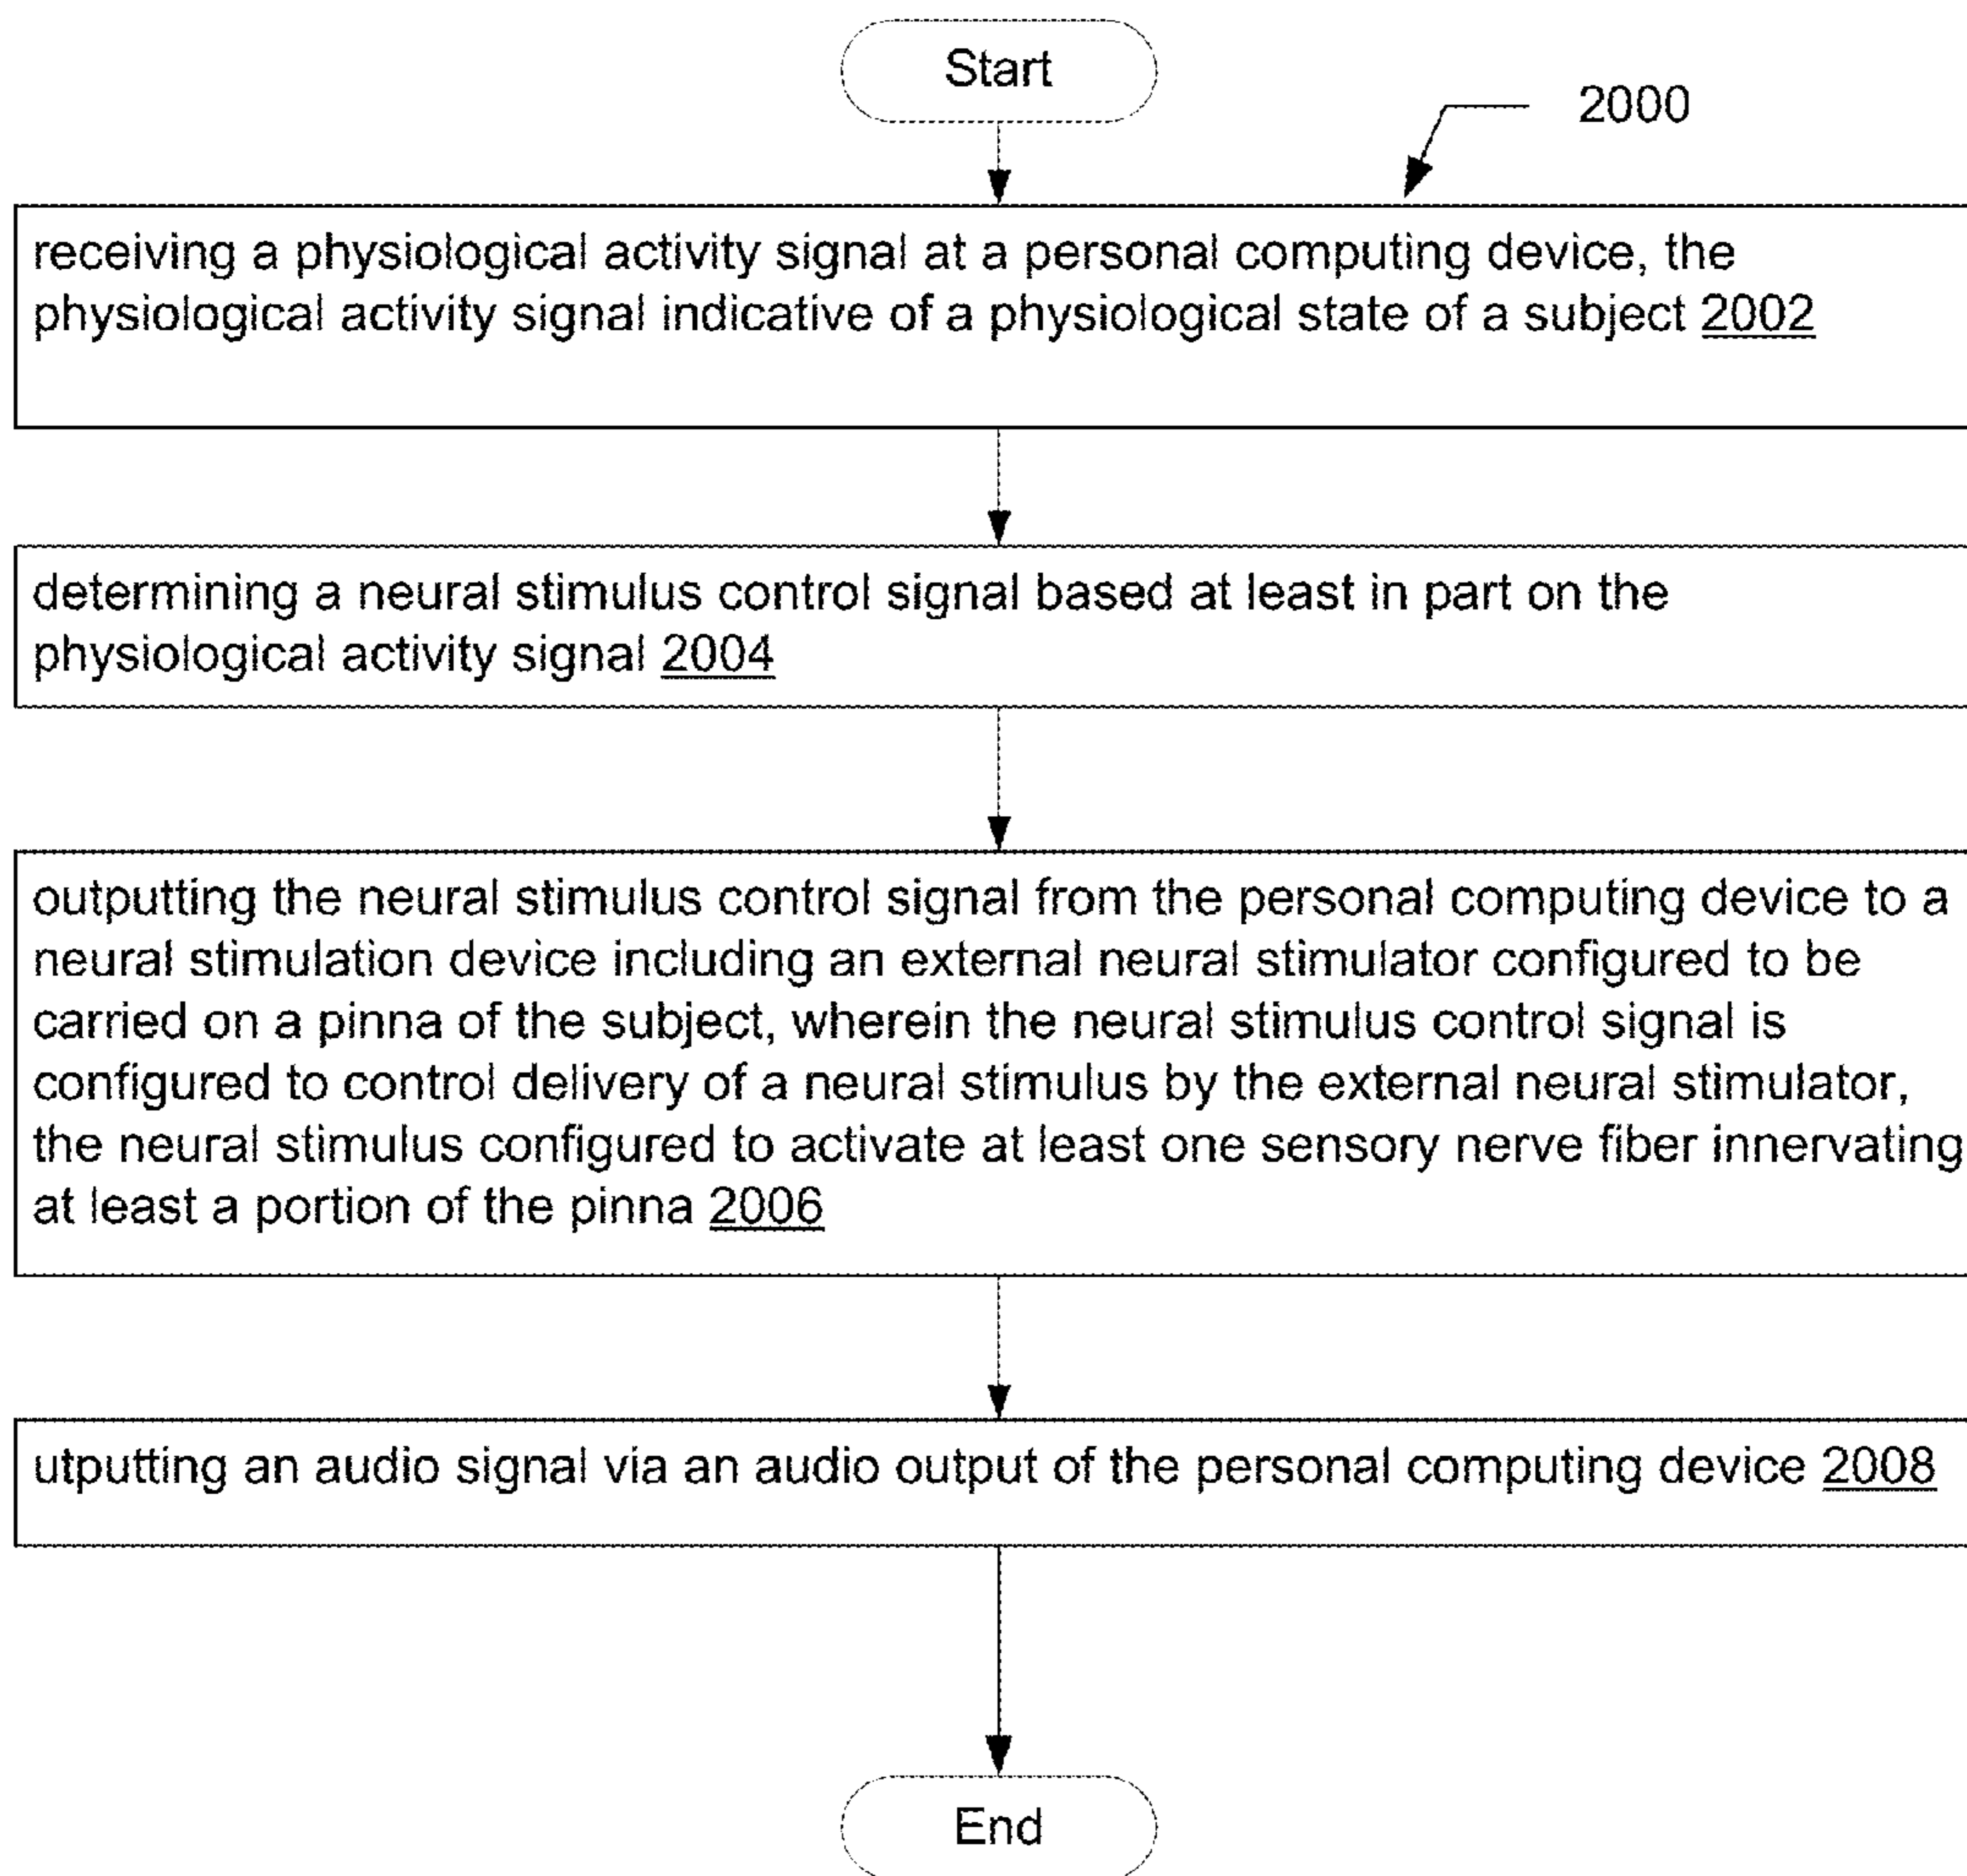 Start
2000
receiving a physiological activity signal at a personal computing device, the
physiological activity signal indicative of a physiological state of a subject 2002
determining a neural stimulus control signal based at least in part on the
physiological activity signal 2004
outputting the neural stimulus control signal from the personal computing device to a
neural stimulation device including an external neural stimulator configured to be
carried on a pinna of the subject, wherein the neural stimulus control signal is
configured to control delivery of a neural stimulus by the external neural stimulator,
the neural stimulus configured to activate at least one sensory nerve fiber innervating
at least a portion of the pinna 2006
utputting an audio signal via an audio output of the personal computing device 2008
End